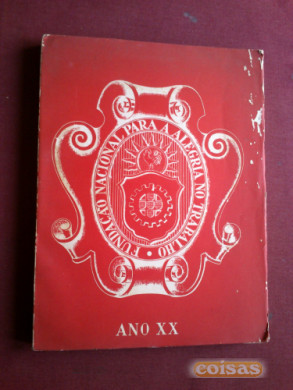 FUNDAÇÃO NACIONAL PARA A ALEGRIA NO TRABALHO •
ANO XX
coisas